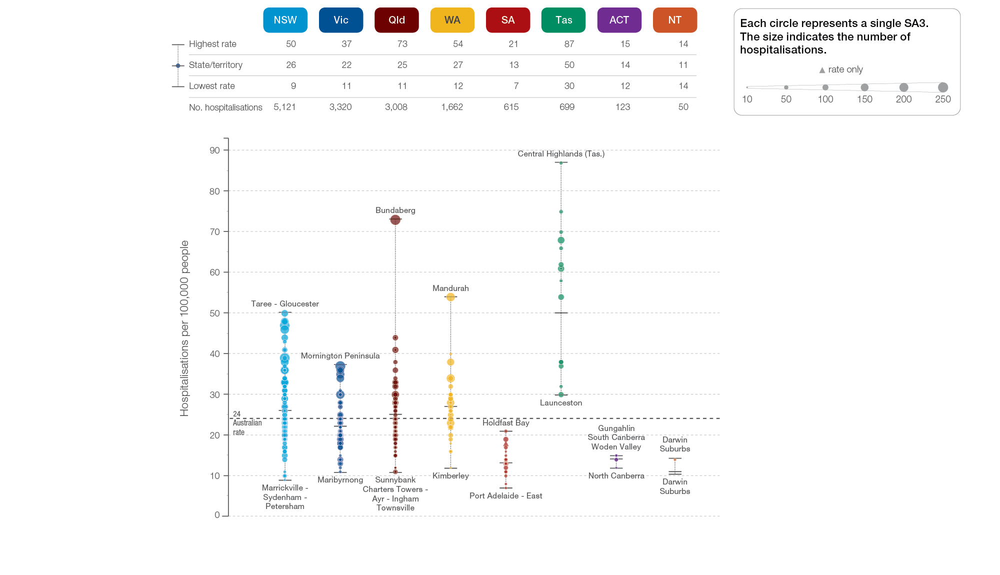 NSW Vic Qld WA SA Tas ACT NT
Highest rate 50 37 73 54 21 87 15 14
State/territory 26 22 25 27 13 50 14 11
Lowest rate 9 11 11 12 7 30 12 14
No. hospitalisations 5,121 3,320 3,008 1,662 615 699 123 50
Each circle represents a single SA3.
The size indicates the number of
hospitalisations.
▲ rate only
10 50 100 150 200 250
Hospitalisations per 100,000 people
90
80
70
60
50
40
30
20
10
0
24
Australian
rate
Taree - Gloucester
Marrickville -
Sydenham -
Petersham
Mornington Peninsula
Maribyrnong
Bundaberg
Sunnybank
Charters Towers -
Ayr - Ingham
Townsville
Mandurah
Kimberley
Holdfast Bay
Port Adelaide - East
Central Highlands (Tas.)
Launceston
Gungahlin
South Canberra
Woden Valley
North Canberra
Darwin
Suburbs
Darwin
Suburbs